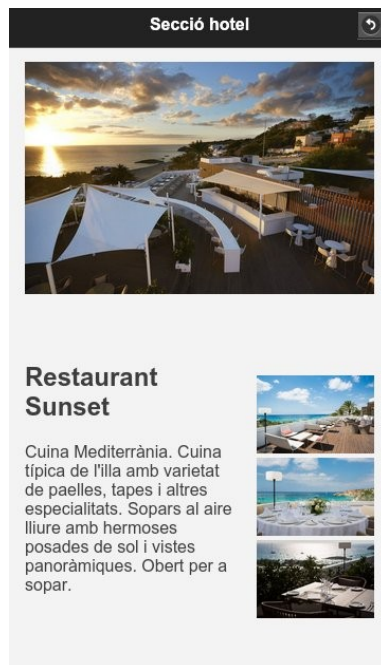 Secció hotel
Restaurant
Sunset
Cuina Mediterrània. Cuina
típica de l'illa amb varietat
de paelles, tapes i altres
especialitats. Sopars al aire
lliure amb hermoses
posades de sol i vistes
panoràmiques. Obert per a
sopar.